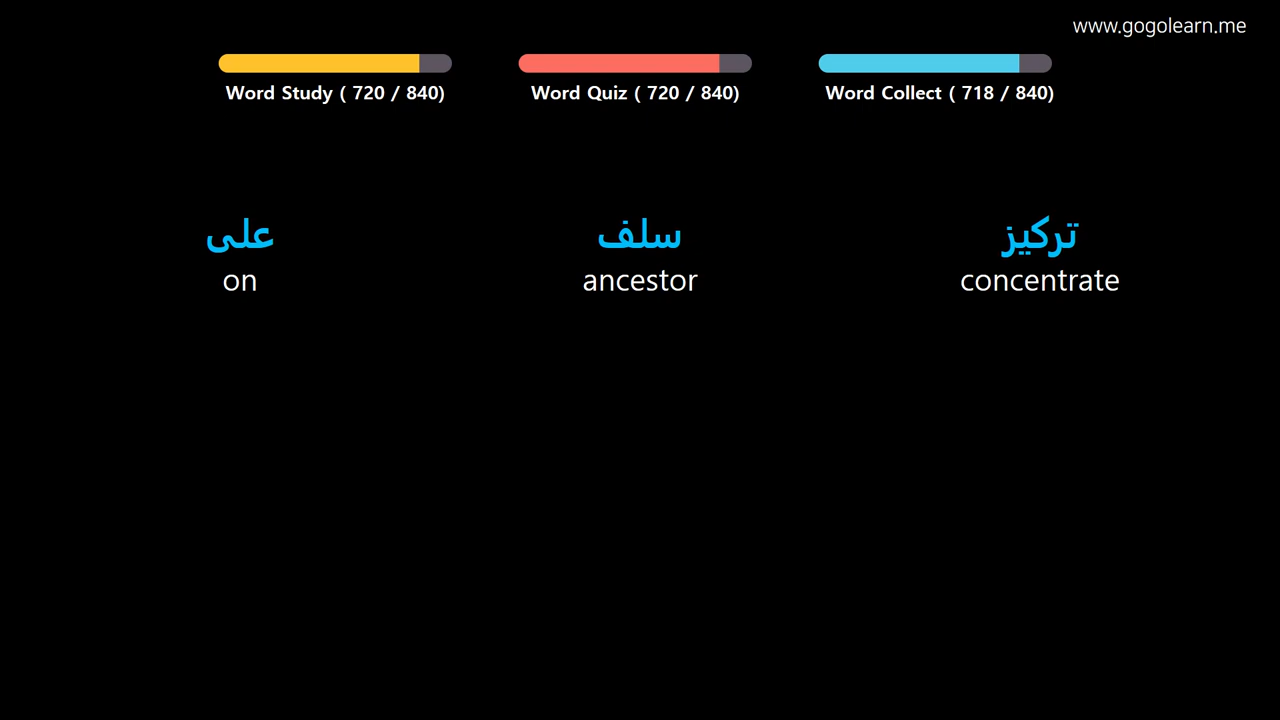 www.gogolearn.me
Word Study ( 720 / 840)
Word Quiz ( 720 / 840)
Word Collect ( 718 / 840)
على
on
سلف
ancestor
تركيز
concentrate